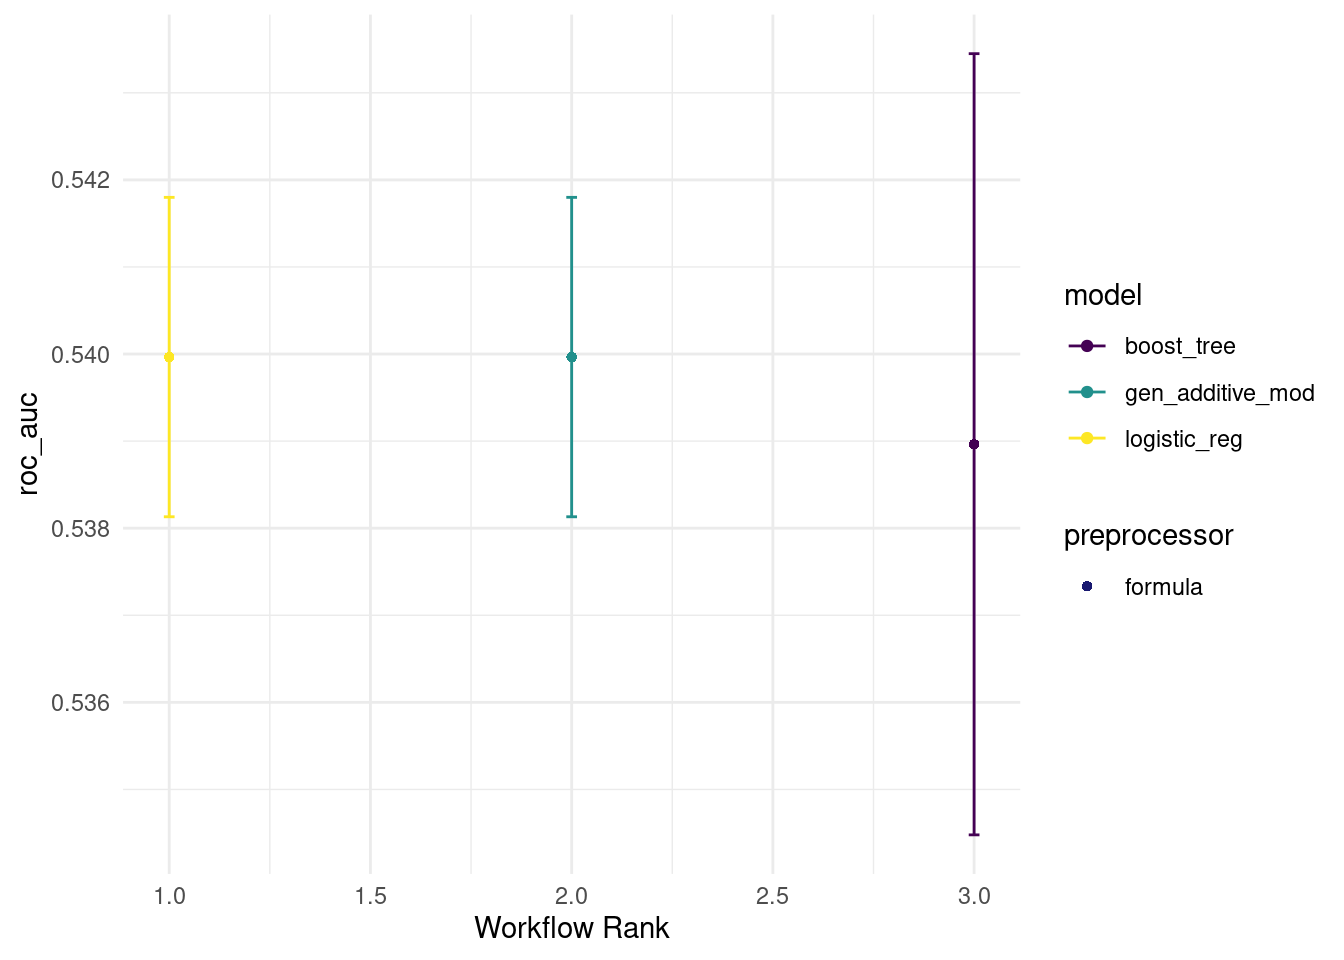 roc_auc
0.542
0.540
0.538
0.536
1.0
1.5
2.0
2.5
3.0
Workflow Rank
model
boost_tree
gen_additive_mod
logistic_reg
preprocessor
formula